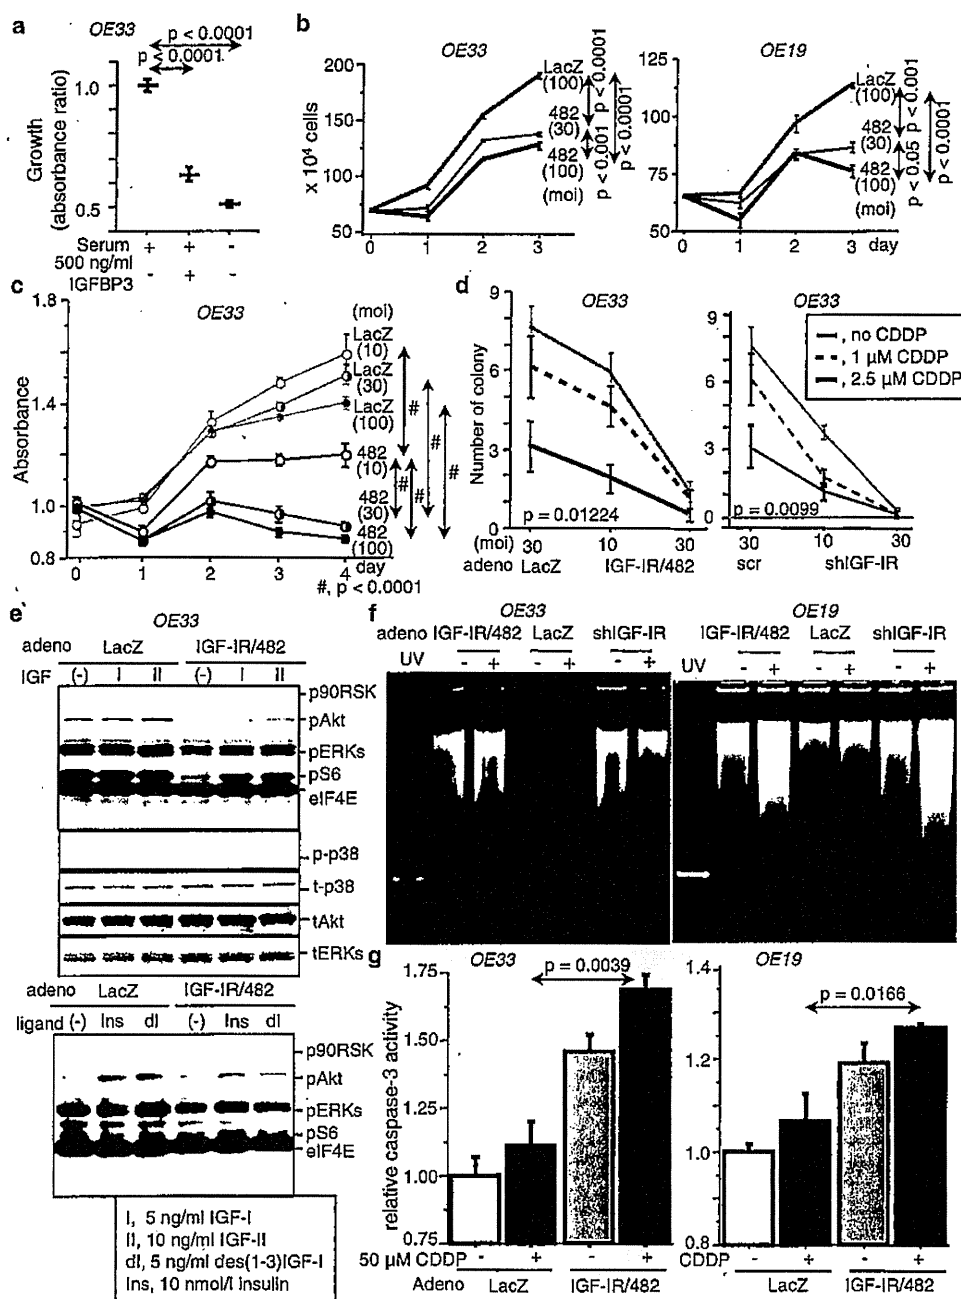 a
OE33
p < 0.0001
p < 0.0001
Growth
(absorbance ratio)
1.0
0.5
Serum + + -
500 ng/ml
IGFBP3 - + -
b
OE33
x 10⁴ cells
200
150
100
50
0 1 2 3
LacZ
(100)
482
(30)
482
(100)
(moi)
p < 0.0001
p < 0.001
p < 0.0001
OE19
125
100
75
50
0 1 2 3 day
LacZ
(100)
482
(30)
482
(100)
(moi)
p < 0.001
p < 0.05
p < 0.0001
c
OE33
Absorbance
1.8
1.6
1.4
1.2
1.0
0.8
0 1 2 3 4
day
(moi)
LacZ
(10)
LacZ
(30)
LacZ
(100)
482
(10)
482
(30)
482
(100)
# # # # #
#, p < 0.0001
d
OE33
Number of colony
9
6
3
0
p = 0.01224
(moi) 30 10 30
adeno LacZ IGF-IR/482
OE33
9
6
3
0
p = 0.0099
30 10 30
scr shIGF-IR
, no CDDP
, 1 µM CDDP
, 2.5 µM CDDP
e
OE33
adeno LacZ IGF-IR/482
IGF (-) I II (-) I II
p90RSK
pAkt
pERKs
pS6
eIF4E
p-p38
t-p38
tAkt
tERKs
adeno LacZ IGF-IR/482
ligand (-) Ins dI (-) Ins dI
p90RSK
pAkt
pERKs
pS6
eIF4E
I, 5 ng/ml IGF-I
II, 10 ng/ml IGF-II
dI, 5 ng/ml des(1-3)IGF-I
Ins, 10 nmol/l insulin
f
OE33
adeno IGF-IR/482 LacZ shIGF-IR
UV - + - + - +
OE19
IGF-IR/482 LacZ shIGF-IR
UV - + - + - +
g
OE33
p = 0.0039
relative caspase-3 activity
1.75
1.50
1.25
1.00
0.75
50 µM CDDP - + - +
Adeno LacZ IGF-IR/482
OE19
p = 0.0166
1.4
1.2
1.0
0.8
CDDP - + - +
LacZ IGF-IR/482